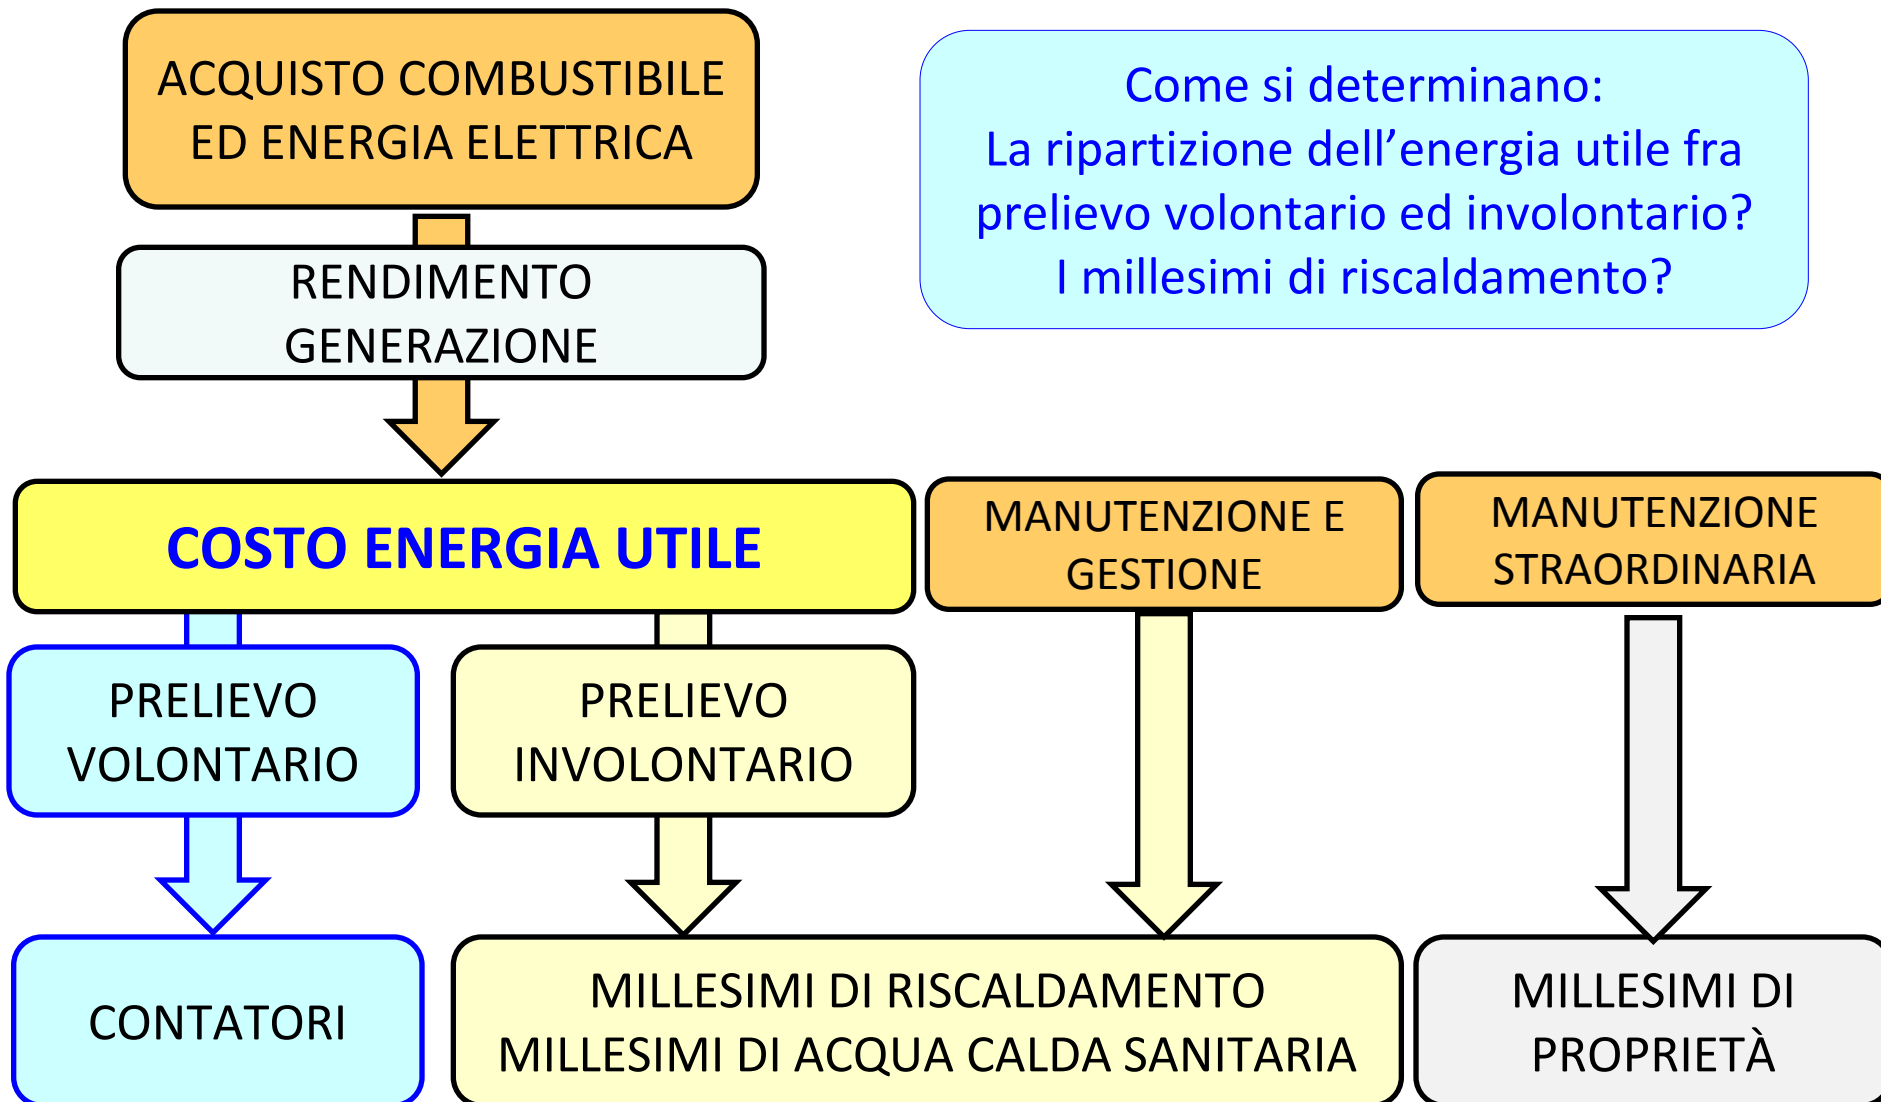 ACQUISTO COMBUSTIBILE
ED ENERGIA ELETTRICA
Come si determinano:
La ripartizione dell’energia utile fra
prelievo volontario ed involontario?
I millesimi di riscaldamento?
RENDIMENTO
GENERAZIONE
COSTO ENERGIA UTILE
MANUTENZIONE E
GESTIONE
MANUTENZIONE
STRAORDINARIA
PRELIEVO
VOLONTARIO
PRELIEVO
INVOLONTARIO
CONTATORI
MILLESIMI DI RISCALDAMENTO
MILLESIMI DI ACQUA CALDA SANITARIA
MILLESIMI DI
PROPRIETÀ